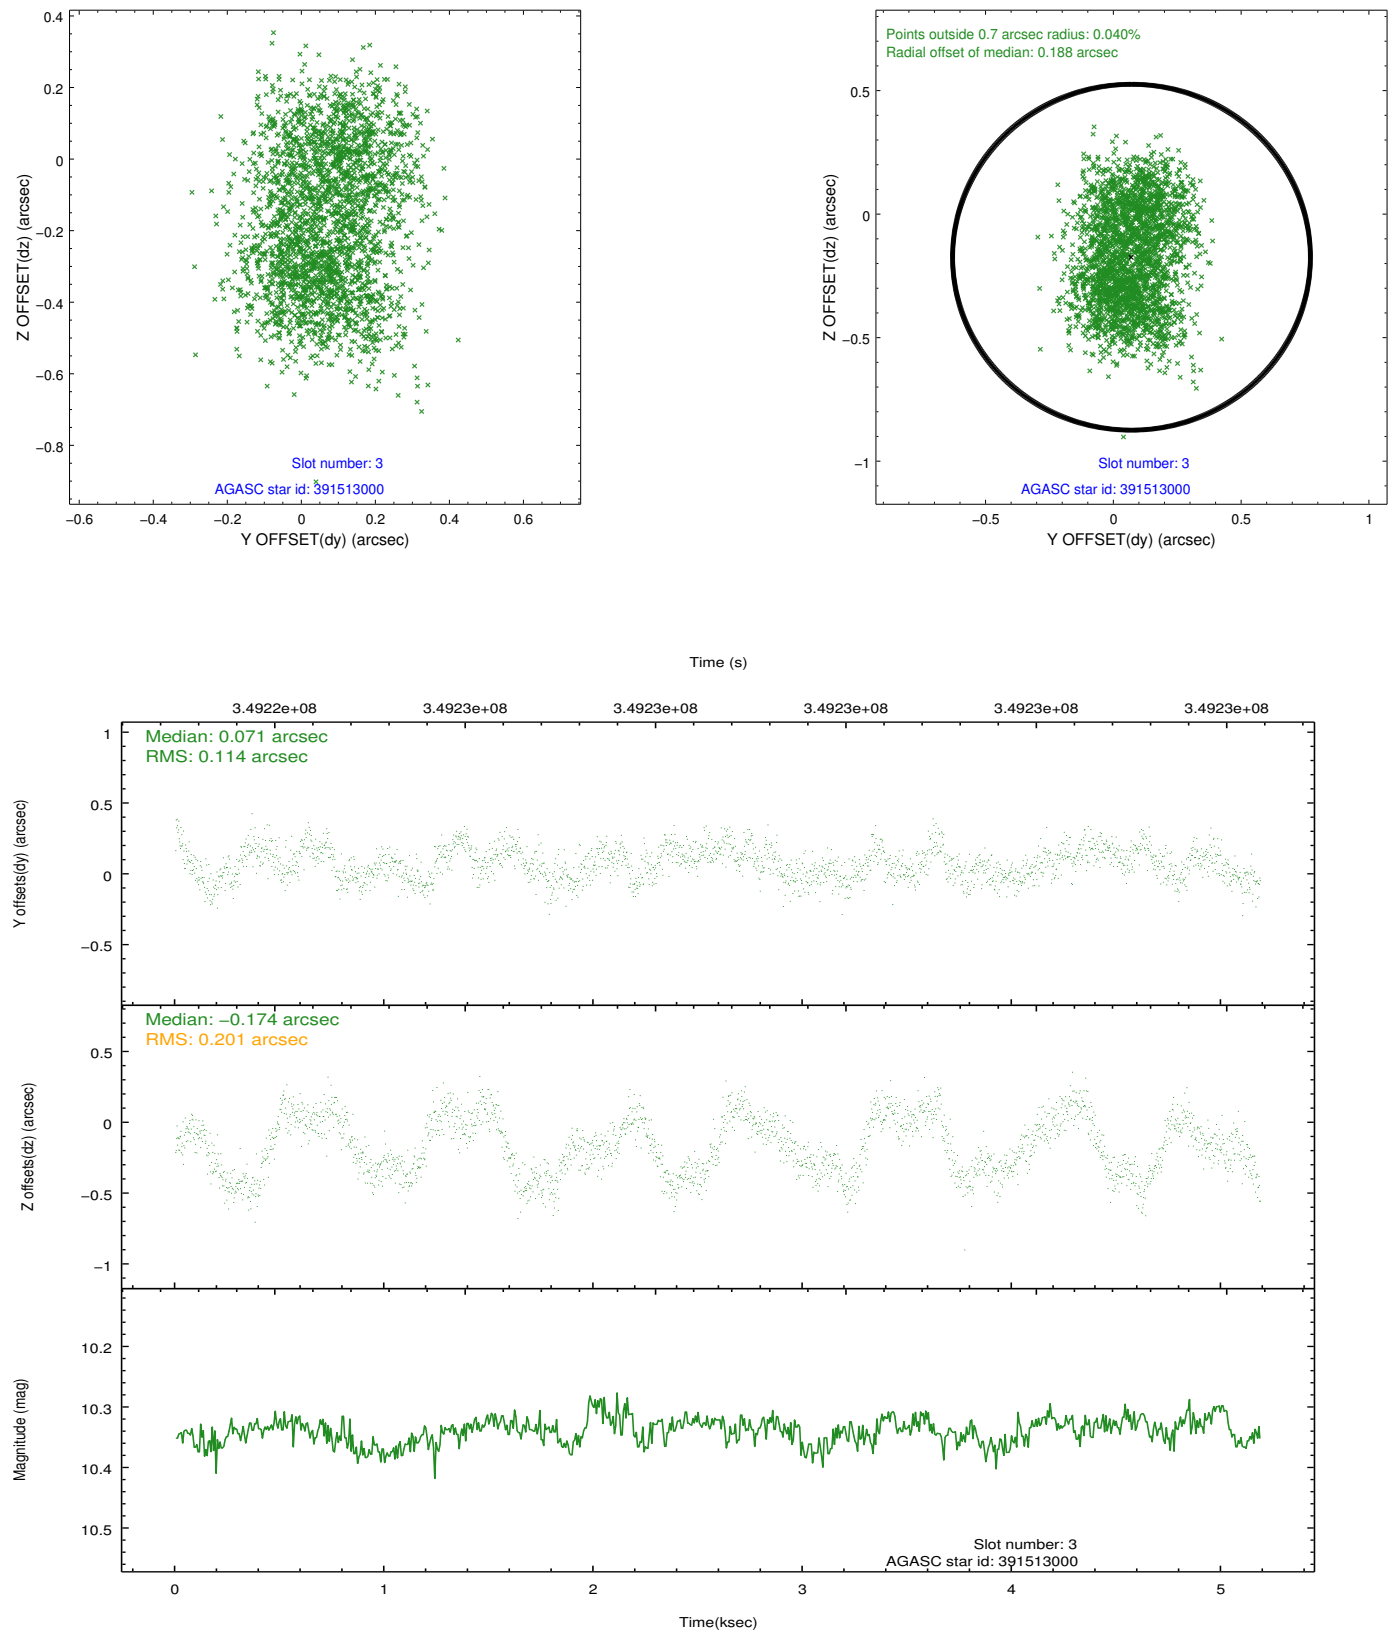 0.4
0.2
0
−0.2
−0.4
−0.6
−0.8
Z OFFSET(dz) (arcsec)
Slot number: 3
AGASC star id: 391513000
−0.6 −0.4 −0.2 0 0.2 0.4 0.6
Y OFFSET(dy) (arcsec)
Points outside 0.7 arcsec radius: 0.040%
Radial offset of median: 0.188 arcsec
0.5
0
−0.5
−1
Z OFFSET(dz) (arcsec)
Slot number: 3
AGASC star id: 391513000
−0.5 0 0.5 1
Y OFFSET(dy) (arcsec)
Time (s)
3.4922e+08 3.4923e+08 3.4923e+08 3.4923e+08 3.4923e+08 3.4923e+08
Median: 0.071 arcsec
RMS: 0.114 arcsec
1
0.5
0
−0.5
Y offsets(dy) (arcsec)
Median: −0.174 arcsec
RMS: 0.201 arcsec
0.5
0
−0.5
−1
Z offsets(dz) (arcsec)
10.2
10.3
10.4
10.5
Magnitude (mag)
Slot number: 3
AGASC star id: 391513000
0 1 2 3 4 5
Time(ksec)